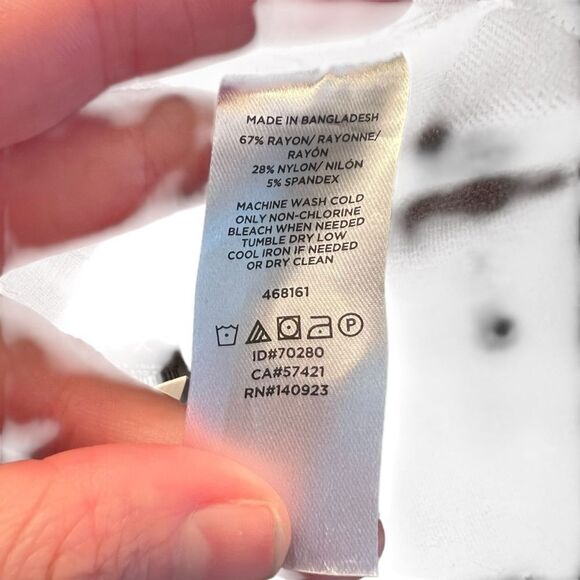 MADE IN BANGLADESH
67% RAYON/ RAYONNE/
RAYÓN
28% NYLON/ NILÓN
5% SPANDEX
MACHINE WASH COLD
ONLY NON-CHLORINE
BLEACH WHEN NEEDED
TUMBLE DRY LOW
COOL IRON IF NEEDED
OR DRY CLEAN
468161
P
ID#70280
CA#57421
RN#140923